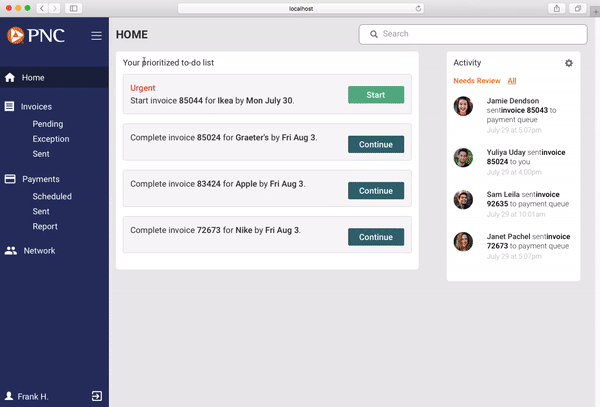 localhost
PNC
HOME
Search
Home
Invoices
Pending
Exception
Sent
Payments
Scheduled
Sent
Report
Network
Frank H.
Your prioritized to-do list
Urgent
Start invoice 85044 for Ikea by Mon July 30.
Start
Complete invoice 85024 for Graeter's by Fri Aug 3.
Continue
Complete invoice 83424 for Apple by Fri Aug 3.
Continue
Complete invoice 72673 for Nike by Fri Aug 3.
Continue
Activity
Needs Review All
Jamie Dendson
sentinvoice 85043 to
payment queue
July 29 at 5:07pm
Yuliya Uday sentinvoice
85024 to you
July 29 at 4:00pm
Sam Leila sentinvoice
92635 to payment queue
July 29 at 10:01am
Janet Pachel sentinvoice
72673 to payment queue
July 29 at 5:07pm